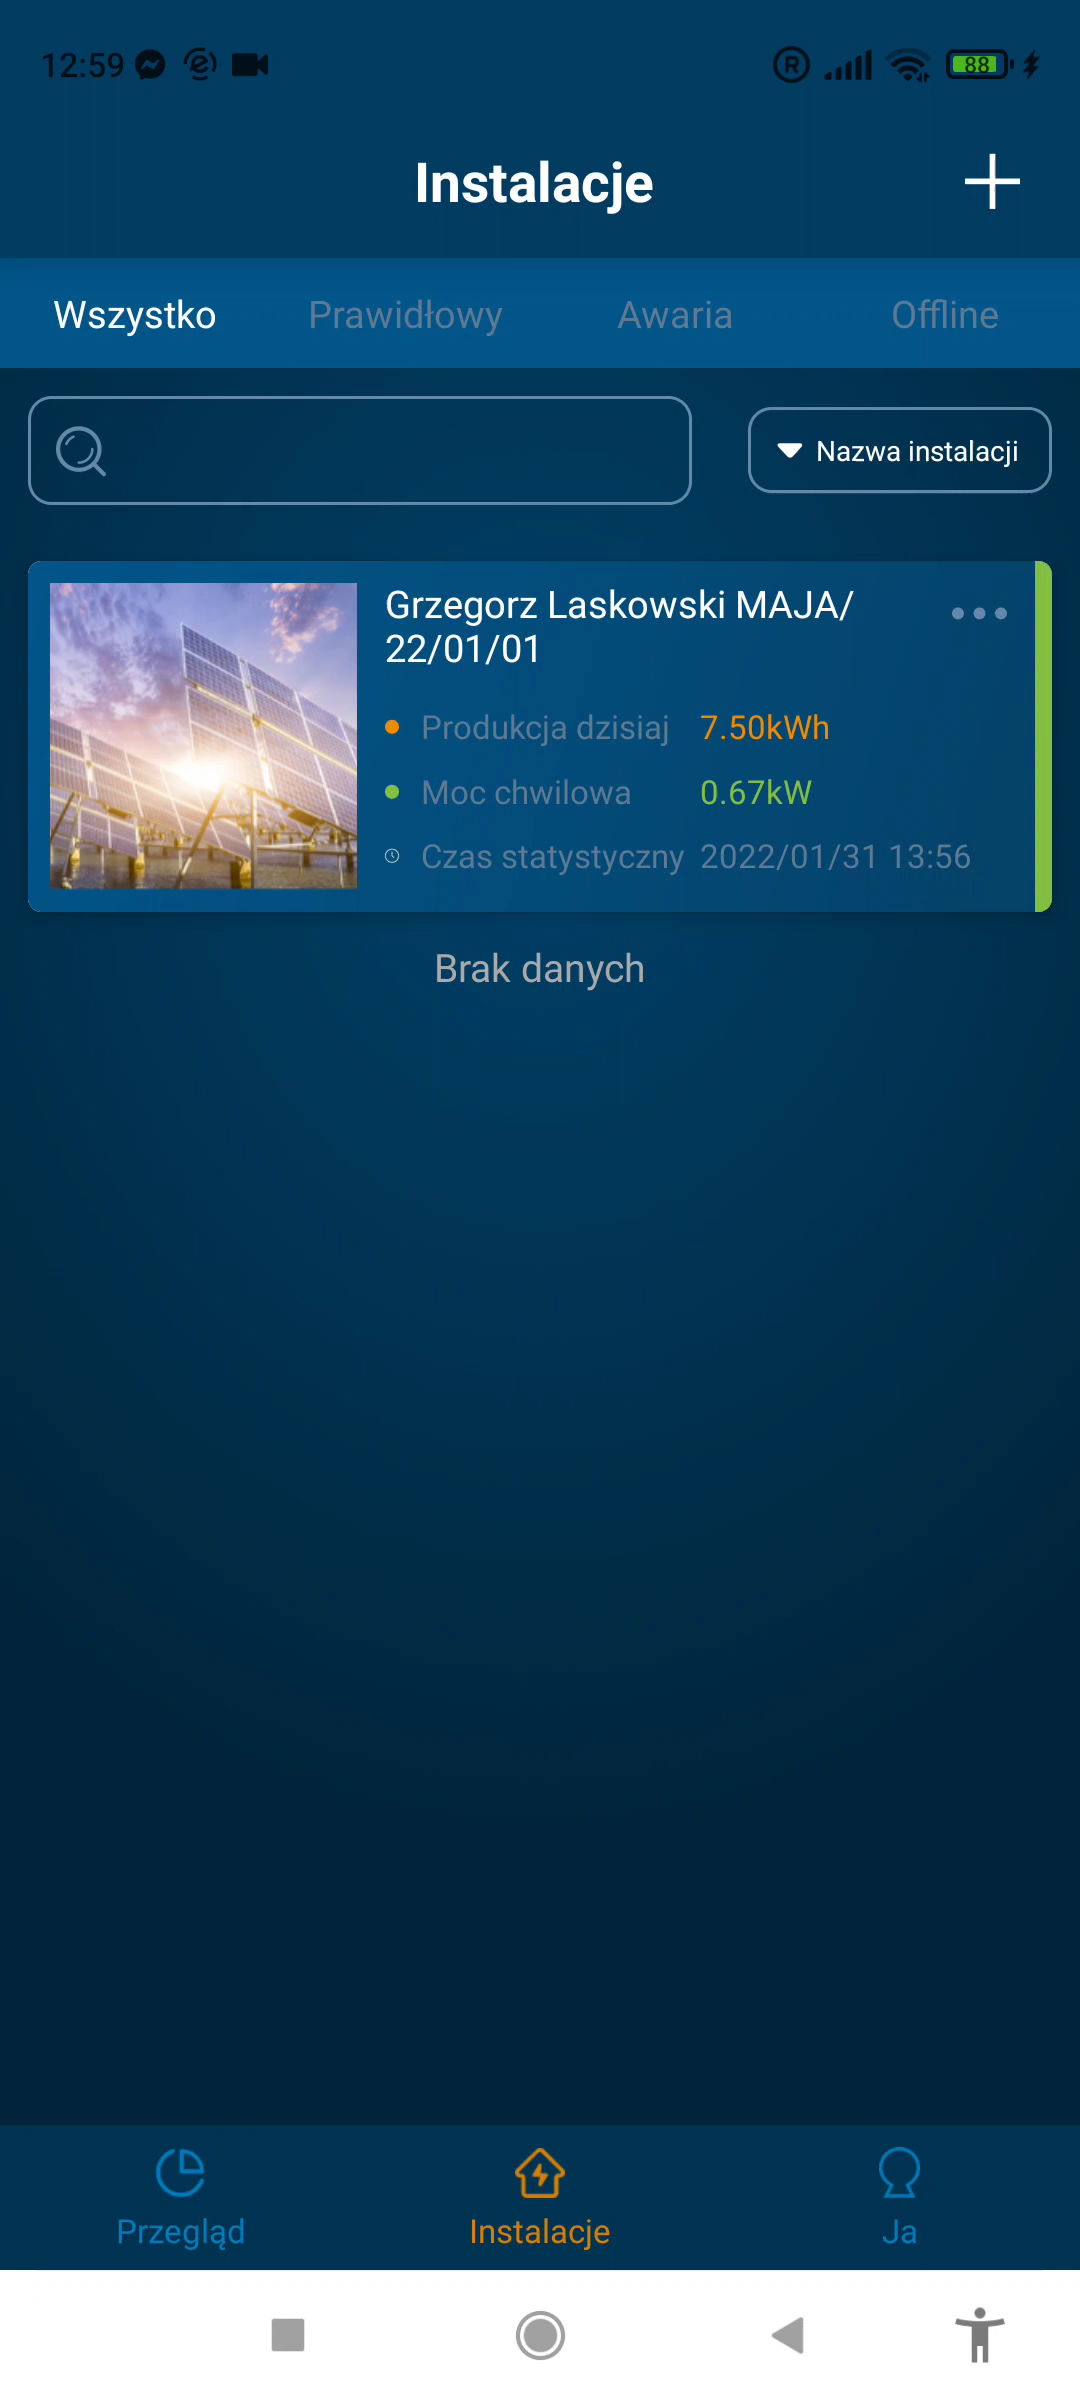 12:59
88
Instalacje
Wszystko Prawidłowy Awaria Offline
Nazwa instalacji
Grzegorz Laskowski MAJA/
22/01/01
Produkcja dzisiaj 7.50kWh
Moc chwilowa 0.67kW
Czas statystyczny 2022/01/31 13:56
Brak danych
Przegląd Instalacje Ja